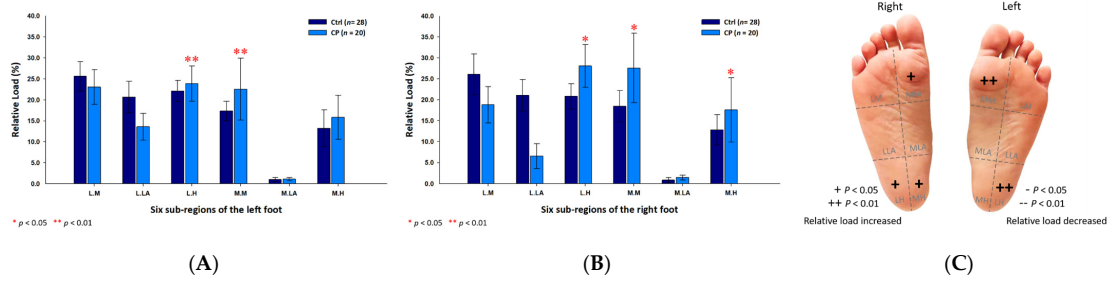 40.0
35.0
30.0
25.0
20.0
15.0
10.0
5.0
0.0
Relative Load (%)
Ctrl (n= 28)
CP (n = 20)
**
**
L.M
L.LA
L.H
M.M
M.LA
M.H
Six sub-regions of the left foot
* p < 0.05 ** p < 0.01
(A)
40.0
35.0
30.0
25.0
20.0
15.0
10.0
5.0
0.0
Relative Load (%)
Ctrl (n= 28)
CP (n = 20)
*
*
*
L.M
L.LA
L.H
M.M
M.LA
M.H
Six sub-regions of the right foot
* p < 0.05 ** p < 0.01
(B)
Right Left
+
++
LLA MLA
MLA LLA
+ +
++
LH MH
MH LH
+ P < 0.05
++ P < 0.01
Relative load increased
- P < 0.05
-- P < 0.01
Relative load decreased
(C)